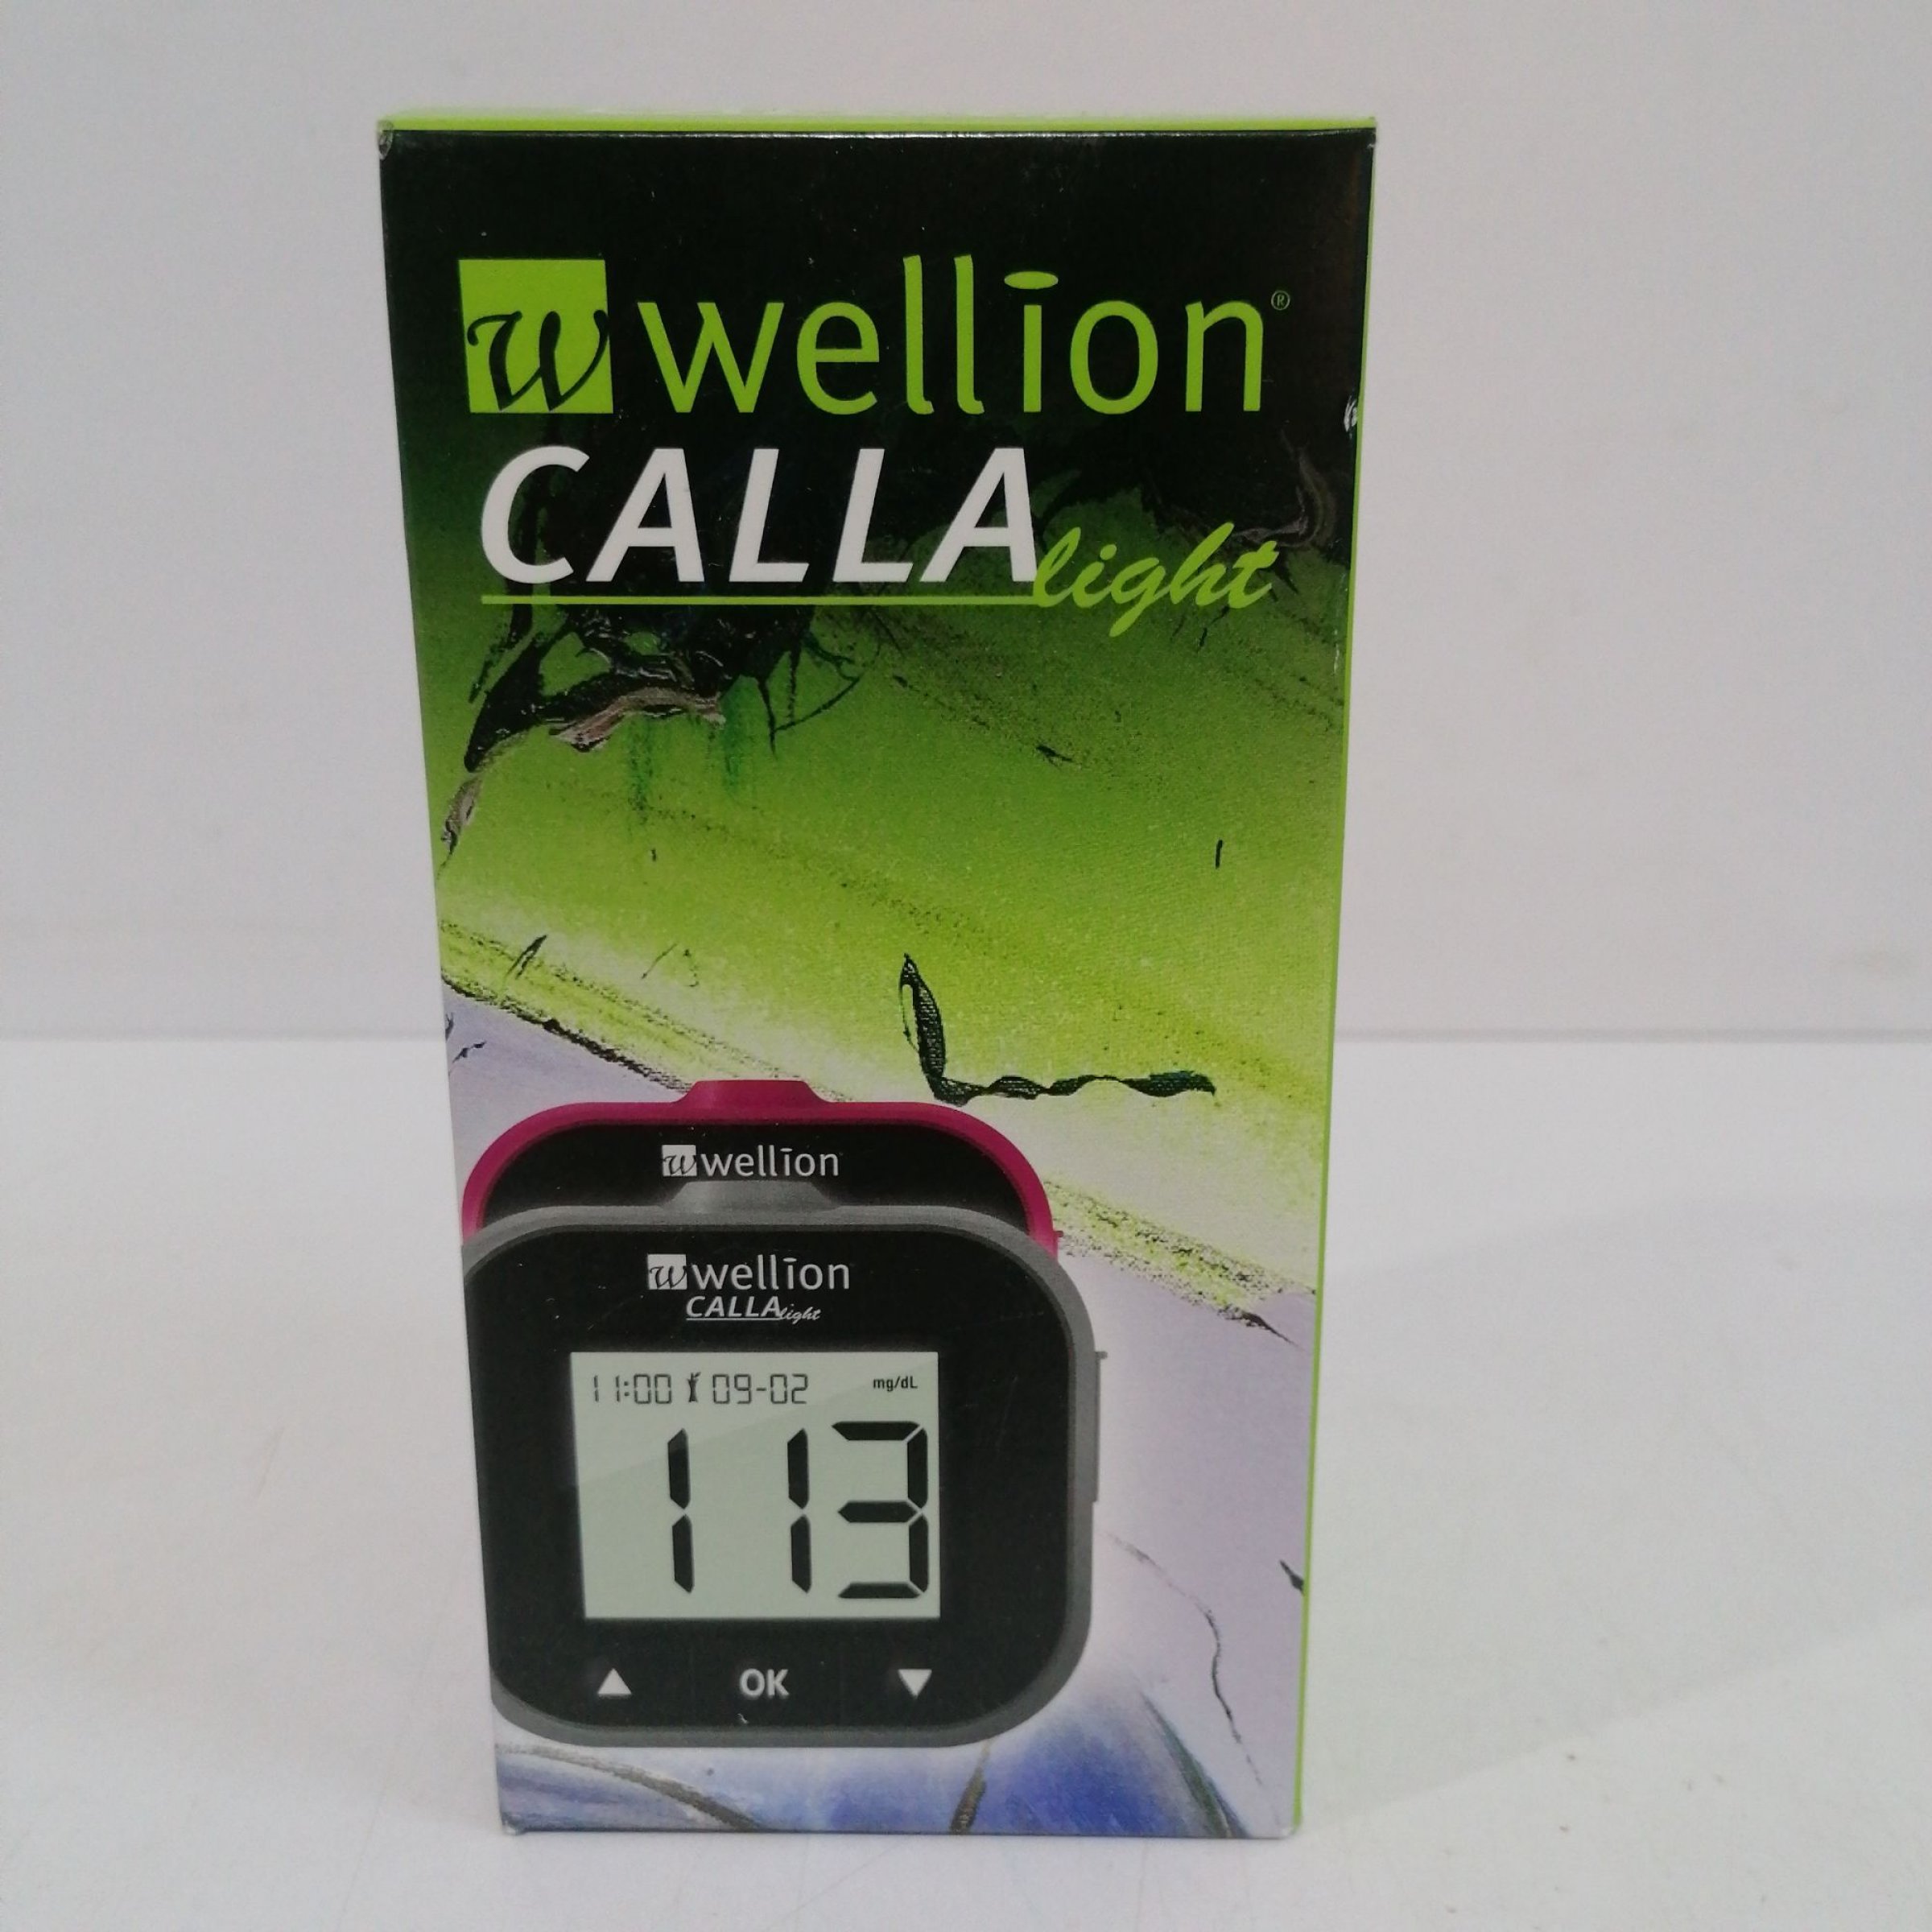 w wellion®
CALLA light
w wellion
w wellion
CALLA light
11:00 09-02 mg/dL
113
OK